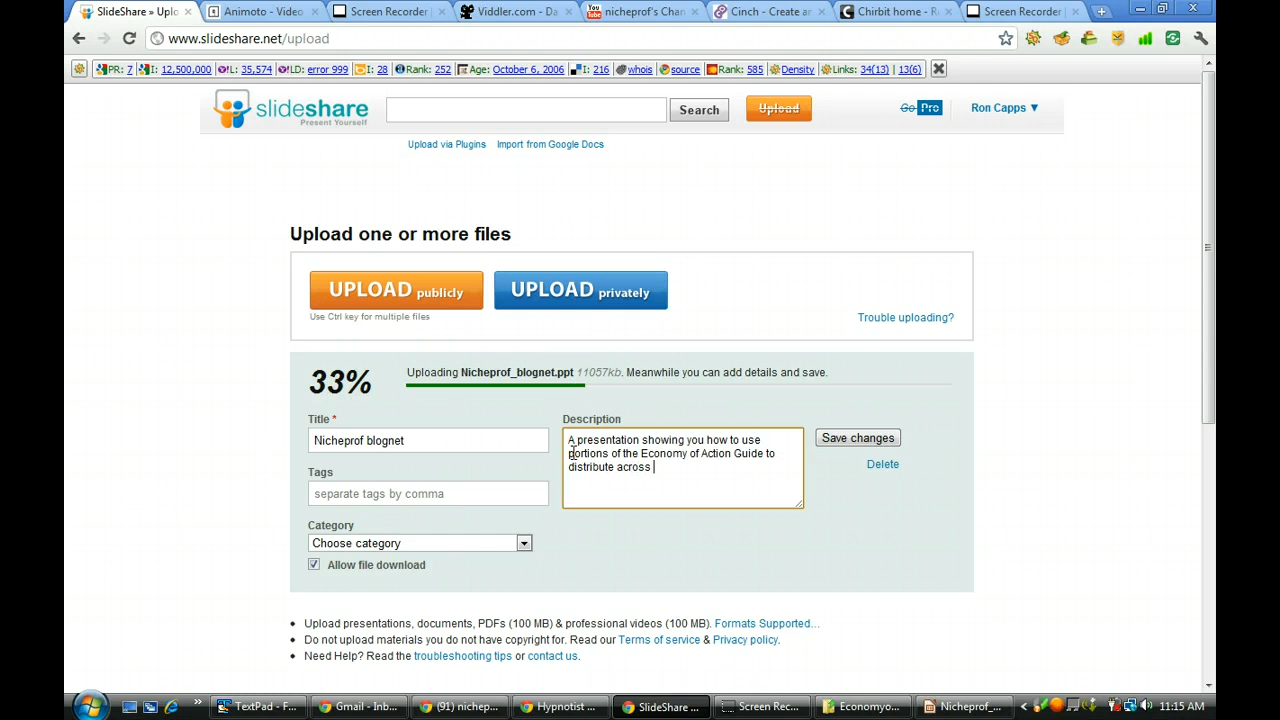 SlideShare » Uplo
Animoto - Video
Screen Recorder
Viddler.com - Da
nicheprof's Chan
Cinch - Create an
Chirbit home - Re
Screen Recorder
www.slideshare.net/upload
PR: 7
I: 12,500,000
L: 35,574
LD: error 999
I: 28
Rank: 252
Age: October 6, 2006
I: 216
whois
source
Rank: 585
Density
Links: 34(13) | 13(6)
slideshare
Present Yourself
Search
Upload
Go Pro
Ron Capps ▼
Upload via Plugins
Import from Google Docs
Upload one or more files
UPLOAD publicly
UPLOAD privately
Use Ctrl key for multiple files
Trouble uploading?
33%
Uploading Nicheprof_blognet.ppt 11057kb. Meanwhile you can add details and save.
Title *
Nicheprof blognet
Tags
separate tags by comma
Category
Choose category
Allow file download
Description
A presentation showing you how to use
portions of the Economy of Action Guide to
distribute across
Save changes
Delete
• Upload presentations, documents, PDFs (100 MB) & professional videos (100 MB). Formats Supported...
• Do not upload materials you do not have copyright for. Read our Terms of service & Privacy policy.
• Need Help? Read the troubleshooting tips or contact us.
TextPad - F...
Gmail - Inb...
(91) nichep...
Hypnotist ...
SlideShare ...
Screen Rec...
Economyo...
Nicheprof_...
11:15 AM